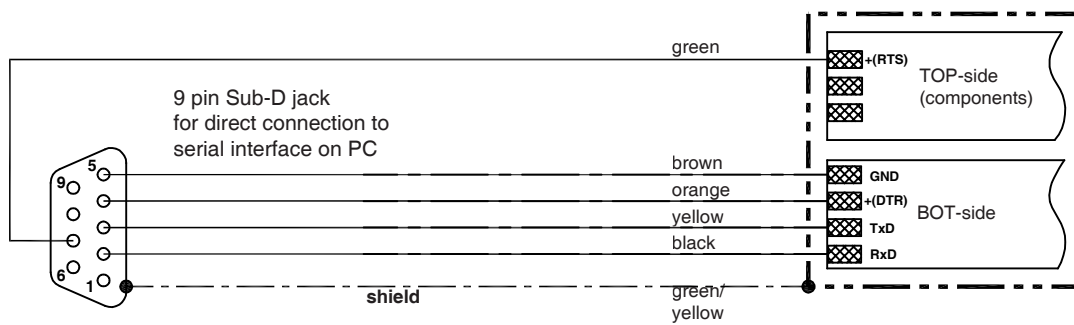 green
+(RTS)
TOP-side
(components)
9 pin Sub-D jack
for direct connection to
serial interface on PC
5
9
6
1
brown
orange
yellow
black
GND
+(DTR)
TxD
RxD
BOT-side
shield
green/
yellow